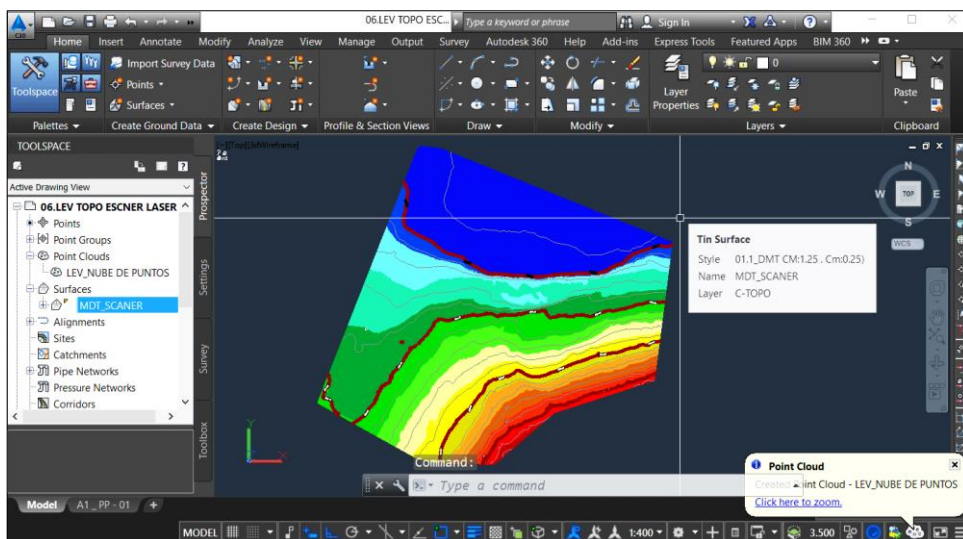 06.LEV TOPO ESC...
Type a keyword or phrase
Sign In
Home Insert Annotate Modify Analyze View Manage Output Survey Autodesk 360 Help Add-ins Express Tools Featured Apps BIM 360
Toolspace
Import Survey Data
Points
Surfaces
Layer
Properties
0
Paste
Palettes Create Ground Data Create Design Profile & Section Views Draw Modify Layers Clipboard
TOOLSPACE
Active Drawing View
06.LEV TOPO ESCNER LASER
Points
Point Groups
Point Clouds
LEV_NUBE DE PUNTOS
Surfaces
MDT_SCANER
Alignments
Sites
Catchments
Pipe Networks
Pressure Networks
Corridors
Prospector
Settings
Survey
Toolbox
[-][Top][2dWireframe]
N
W TOP E
S
WCS
Tin Surface
Style 01.1_DMT CM:1.25 . Cm:0.25)
Name MDT_SCANER
Layer C-TOPO
Y
Command:
Type a command
Point Cloud
Created Point Cloud - LEV_NUBE DE PUNTOS
Click here to zoom.
Model A1_PP - 01 +
MODEL 1:400 3.500